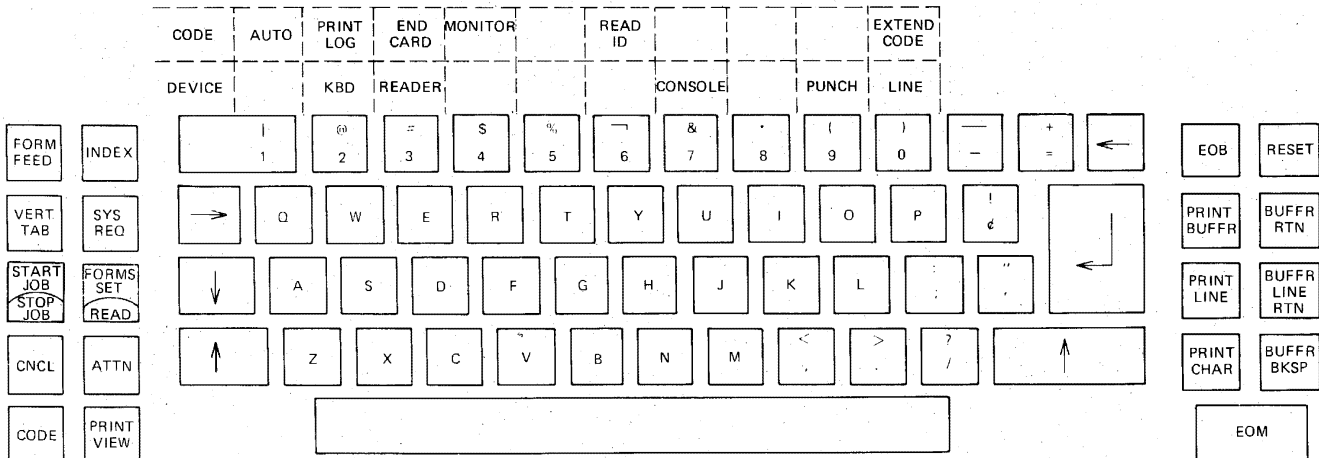 CODE AUTO PRINT LOG END CARD MONITOR READ ID EXTEND CODE
DEVICE KBD READER CONSOLE PUNCH LINE
FORM FEED INDEX | 1 @ 2 # 3 $ 4 % 5 ¬ 6 & 7 * 8 ( 9 ) 0 — - + = ← EOB RESET
VERT TAB SYS REQ → Q W E R T Y U I O P ! ¢ ↵ PRINT BUFFR BUFFR RTN
START JOB STOP JOB FORMS SET READ ↓ A S D F G H J K L : ; " ' PRINT LINE BUFFR LINE RTN
CNCL ATTN ↑ Z X C V B N M < , > . ? / ↑ PRINT CHAR BUFFR BKSP
CODE PRINT VIEW EOM